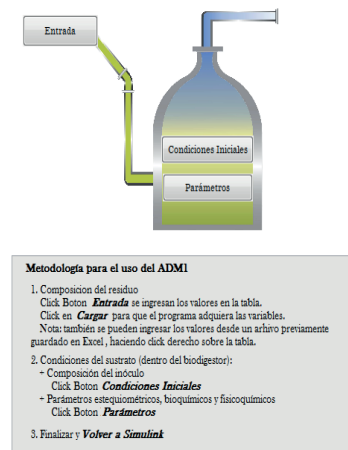 Entrada
Condiciones Iniciales
Parámetros
Metodología para el uso del ADM1
1. Composicion del residuo
Click Boton Entrada se ingresan los valores en la tabla.
Click en Cargar para que el programa adquiera las variables.
Nota: también se pueden ingresar los valores desde un arhivo previamente
guardado en Excel , haciendo click derecho sobre la tabla.
2. Condiciones del sustrato (dentro del biodigestor):
+ Composición del inóculo
Click Boton Condiciones Iniciales
+ Parámetros estequiométricos, bioquímicos y fisicoquímicos
Click Boton Parámetros
3. Finalizar y Volver a Simulink